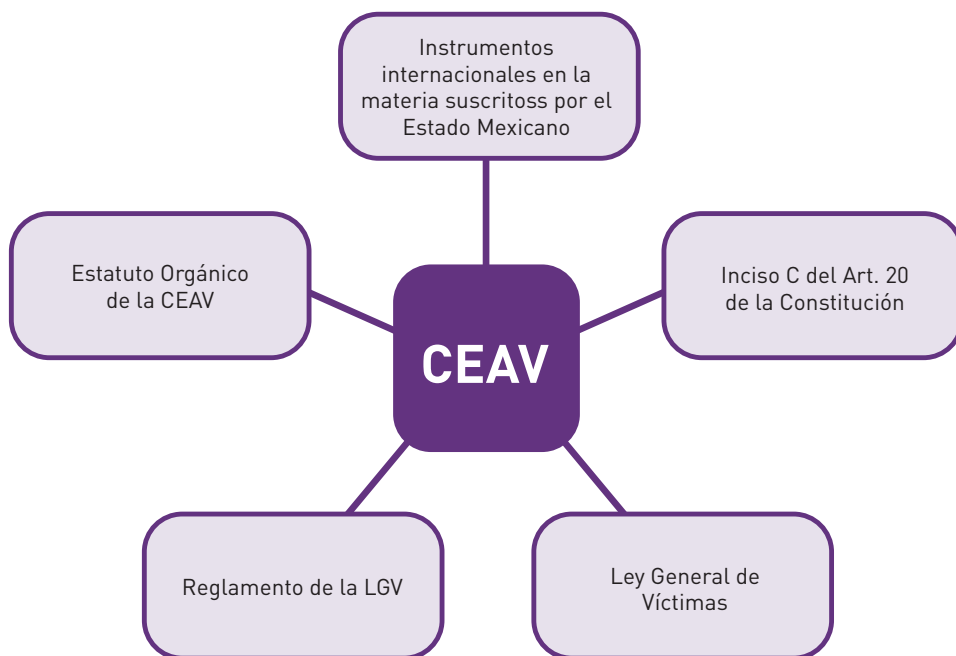 Instrumentos
internacionales en la
materia suscritoss por el
Estado Mexicano
Estatuto Orgánico
de la CEAV
Inciso C del Art. 20
de la Constitución
CEAV
Reglamento de la LGV
Ley General de
Víctimas